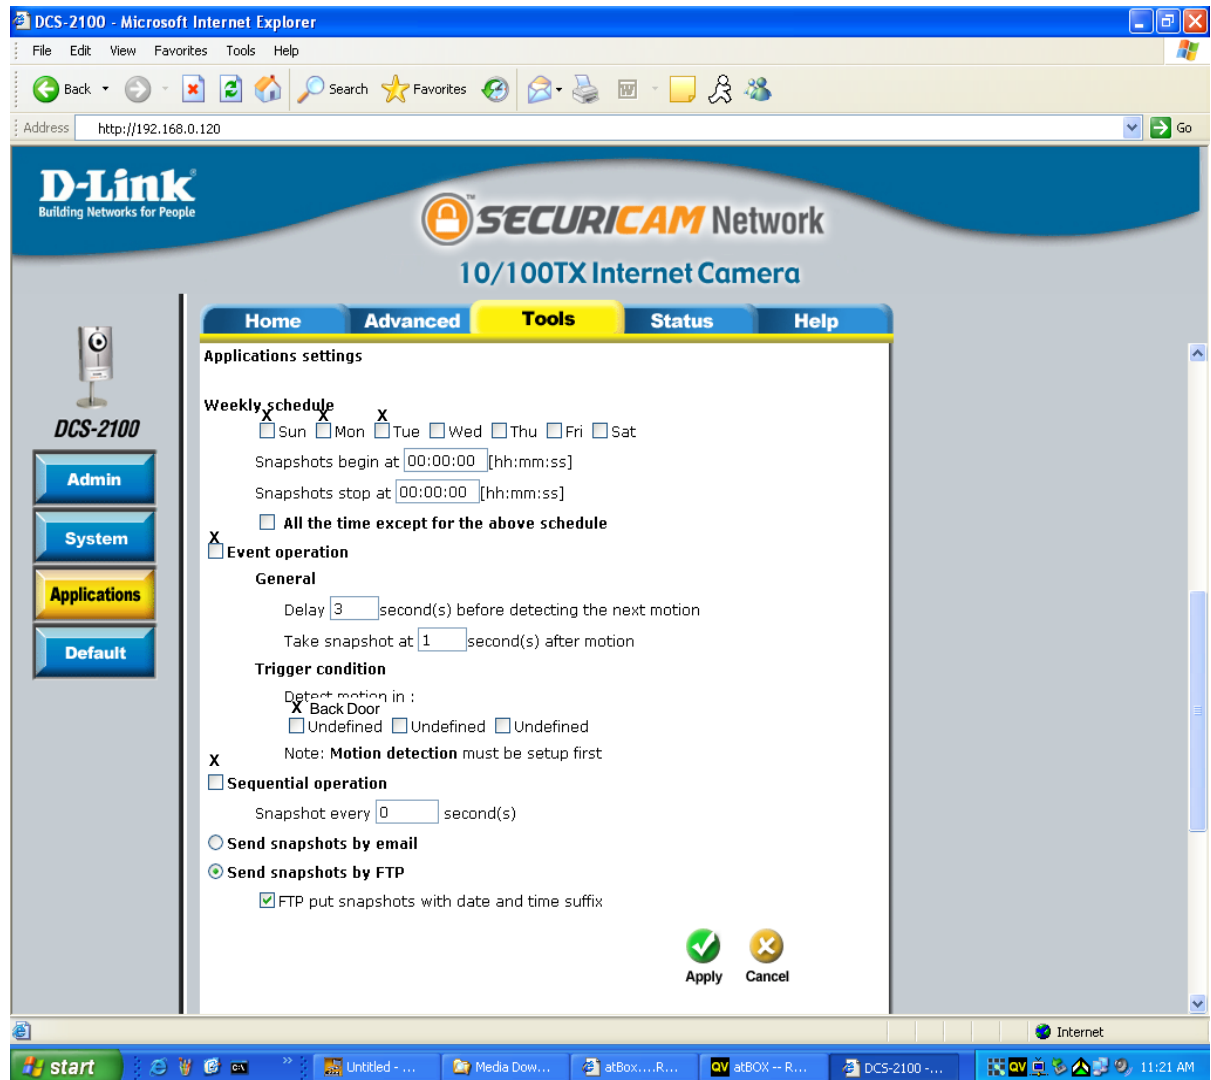 DCS-2100 - Microsoft Internet Explorer
File Edit View Favorites Tools Help
Back Search Favorites
Address http://192.168.0.120 Go
D-Link
Building Networks for People
SECURICAM Network
™
10/100TX Internet Camera
Home Advanced Tools Status Help
DCS-2100
Admin
System
Applications
Default
Applications settings
Weekly schedule
X X X
Sun Mon Tue Wed Thu Fri Sat
Snapshots begin at 00:00:00 [hh:mm:ss]
Snapshots stop at 00:00:00 [hh:mm:ss]
All the time except for the above schedule
X
Event operation
General
Delay 3 second(s) before detecting the next motion
Take snapshot at 1 second(s) after motion
Trigger condition
Detect motion in :
X Back Door
Undefined Undefined Undefined
Note: Motion detection must be setup first
X
Sequential operation
Snapshot every 0 second(s)
Send snapshots by email
Send snapshots by FTP
FTP put snapshots with date and time suffix
Apply Cancel
Internet
start Untitled - ... Media Dow... atBox....R... QV atBOX -- R... DCS-2100 -... QV 11:21 AM